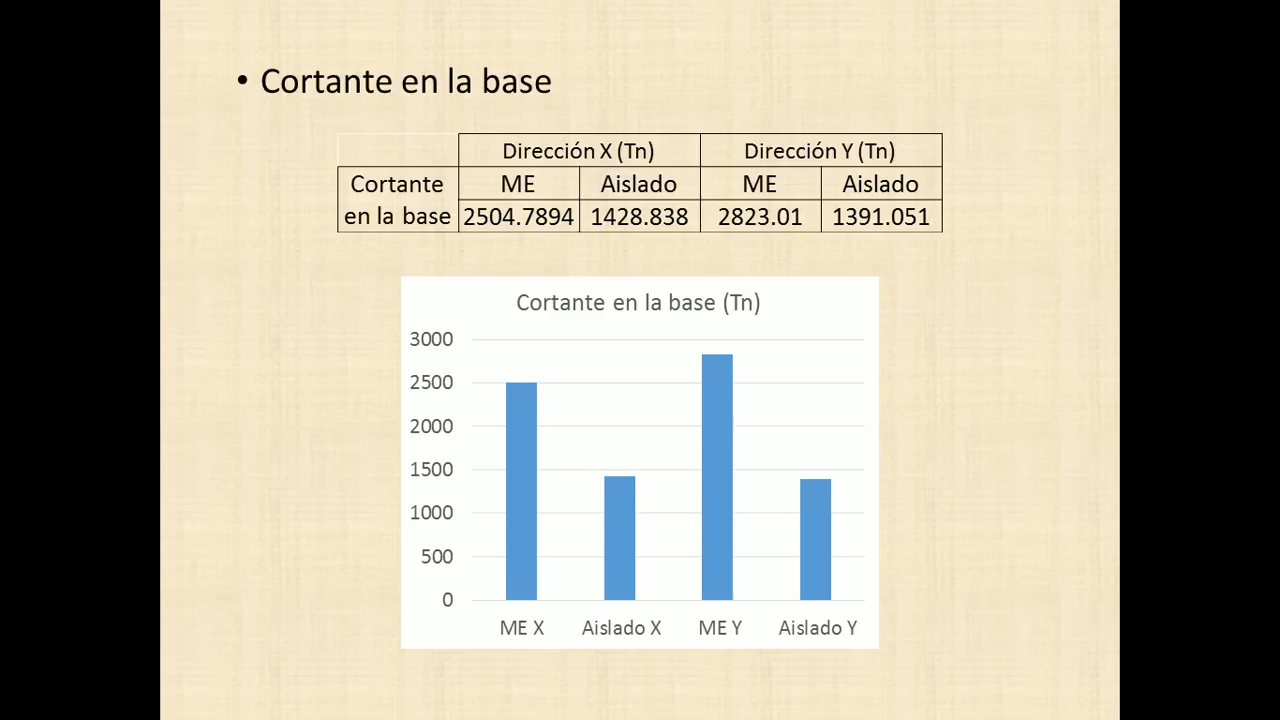 • Cortante en la base
Dirección X (Tn) Dirección Y (Tn)
Cortante ME Aislado ME Aislado
en la base 2504.7894 1428.838 2823.01 1391.051
Cortante en la base (Tn)
3000
2500
2000
1500
1000
500
0
ME X Aislado X ME Y Aislado Y